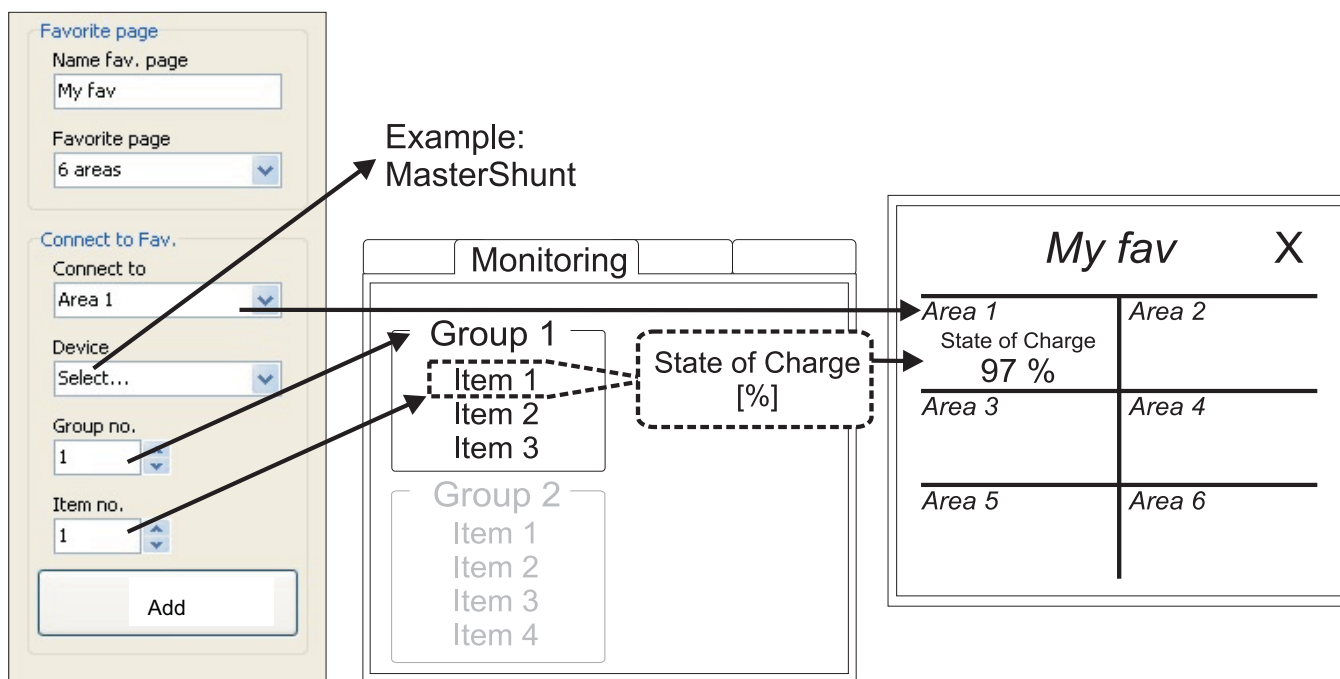 Favorite page
Name fav. page
My fav
Favorite page
6 areas
Connect to Fav.
Connect to
Area 1
Device
Select...
Group no.
1
Item no.
1
Add
Example:
MasterShunt
Monitoring
Group 1
Item 1
Item 2
Item 3
Group 2
Item 1
Item 2
Item 3
Item 4
State of Charge
[%]
My fav X
Area 1 Area 2
State of Charge
97 %
Area 3 Area 4
Area 5 Area 6